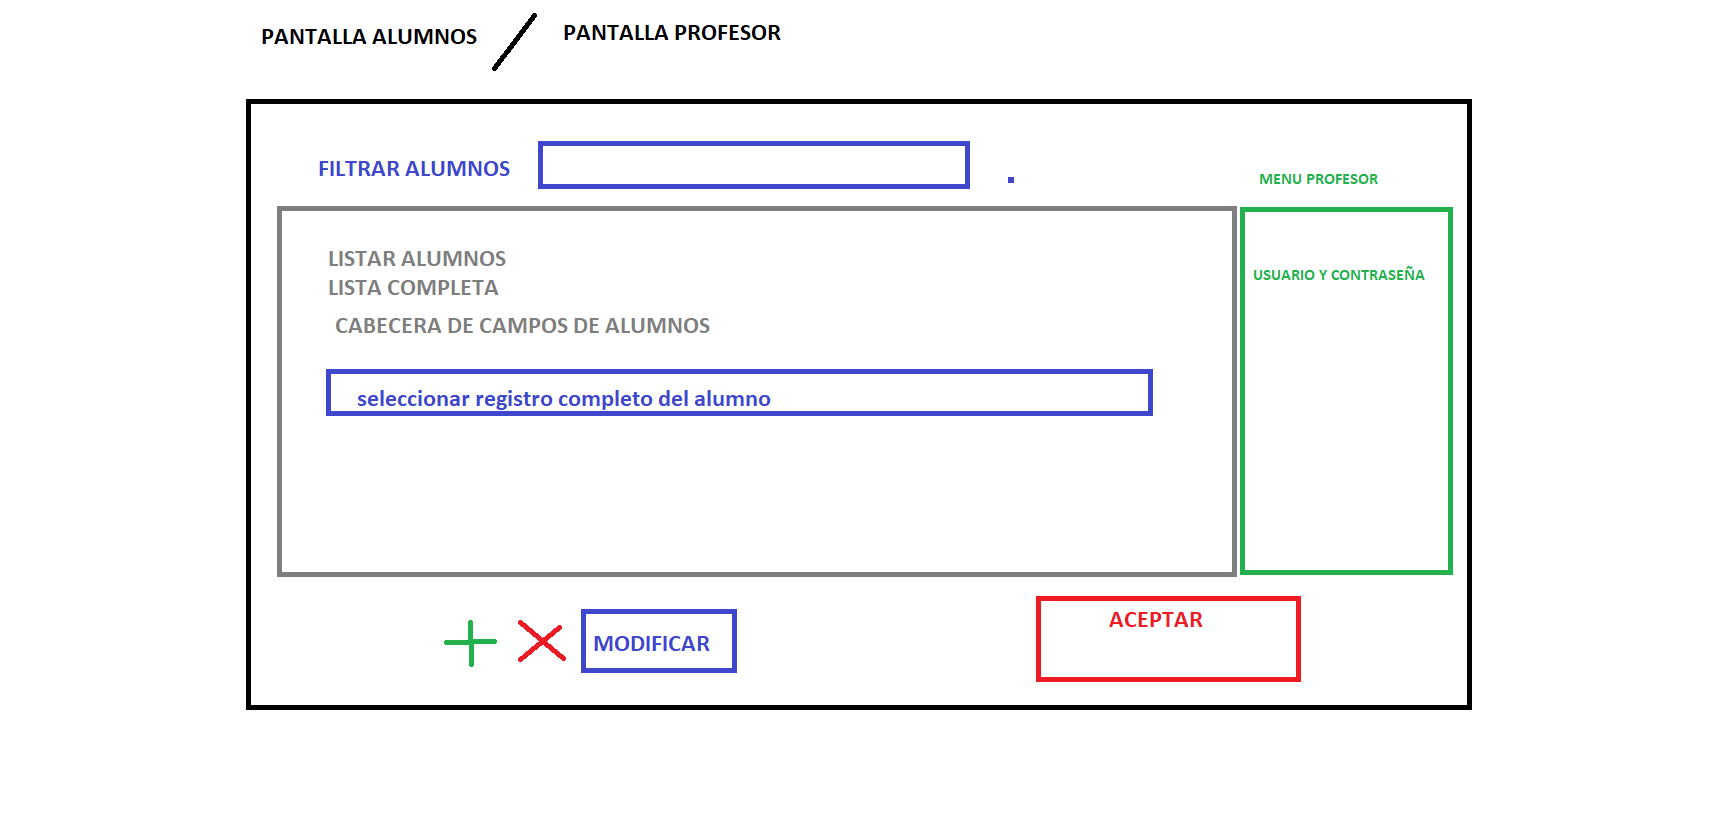 PANTALLA ALUMNOS
PANTALLA PROFESOR
FILTRAR ALUMNOS
MENU PROFESOR
LISTAR ALUMNOS
LISTA COMPLETA
CABECERA DE CAMPOS DE ALUMNOS
seleccionar registro completo del alumno
USUARIO Y CONTRASEÑA
MODIFICAR
ACEPTAR